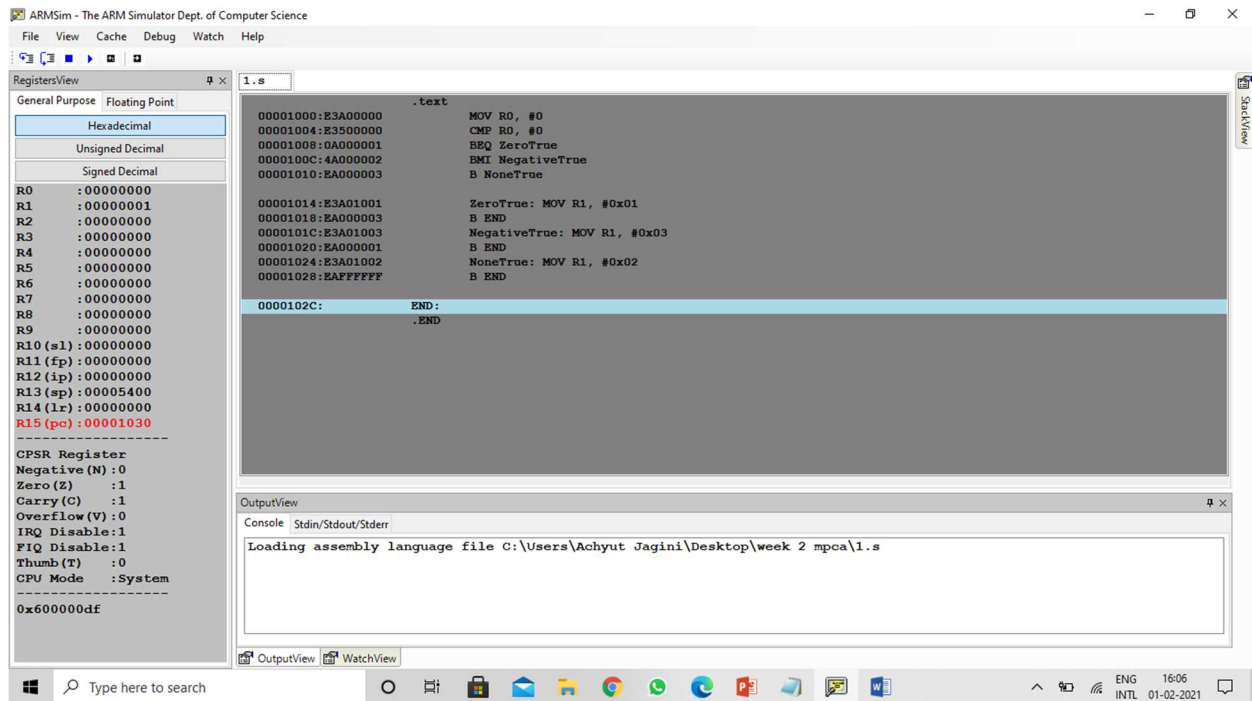 ARMSim - The ARM Simulator Dept. of Computer Science
File View Cache Debug Watch Help
RegistersView
General Purpose Floating Point
Hexadecimal
Unsigned Decimal
Signed Decimal
R0 :00000000
R1 :00000001
R2 :00000000
R3 :00000000
R4 :00000000
R5 :00000000
R6 :00000000
R7 :00000000
R8 :00000000
R9 :00000000
R10(sl):00000000
R11(fp):00000000
R12(ip):00000000
R13(sp):00005400
R14(lr):00000000
R15(pc):00001030
-------------------
CPSR Register
Negative(N):0
Zero(Z) :1
Carry(C) :1
Overflow(V):0
IRQ Disable:1
FIQ Disable:1
Thumb(T) :0
CPU Mode :System
-------------------
0x600000df
1.s
.text
00001000:E3A00000 MOV R0, #0
00001004:E3500000 CMP R0, #0
00001008:0A000001 BEQ ZeroTrue
0000100C:4A000002 BMI NegativeTrue
00001010:EA000003 B NoneTrue
00001014:E3A01001 ZeroTrue: MOV R1, #0x01
00001018:EA000003 B END
0000101C:E3A01003 NegativeTrue: MOV R1, #0x03
00001020:EA000001 B END
00001024:E3A01002 NoneTrue: MOV R1, #0x02
00001028:EAFFFFFF B END
0000102C: END:
.END
StackView
OutputView
Console Stdin/Stdout/Stderr
Loading assembly language file C:\Users\Achyut Jagini\Desktop\week 2 mpca\1.s
OutputView WatchView
Type here to search
ENG 16:06
INTL 01-02-2021